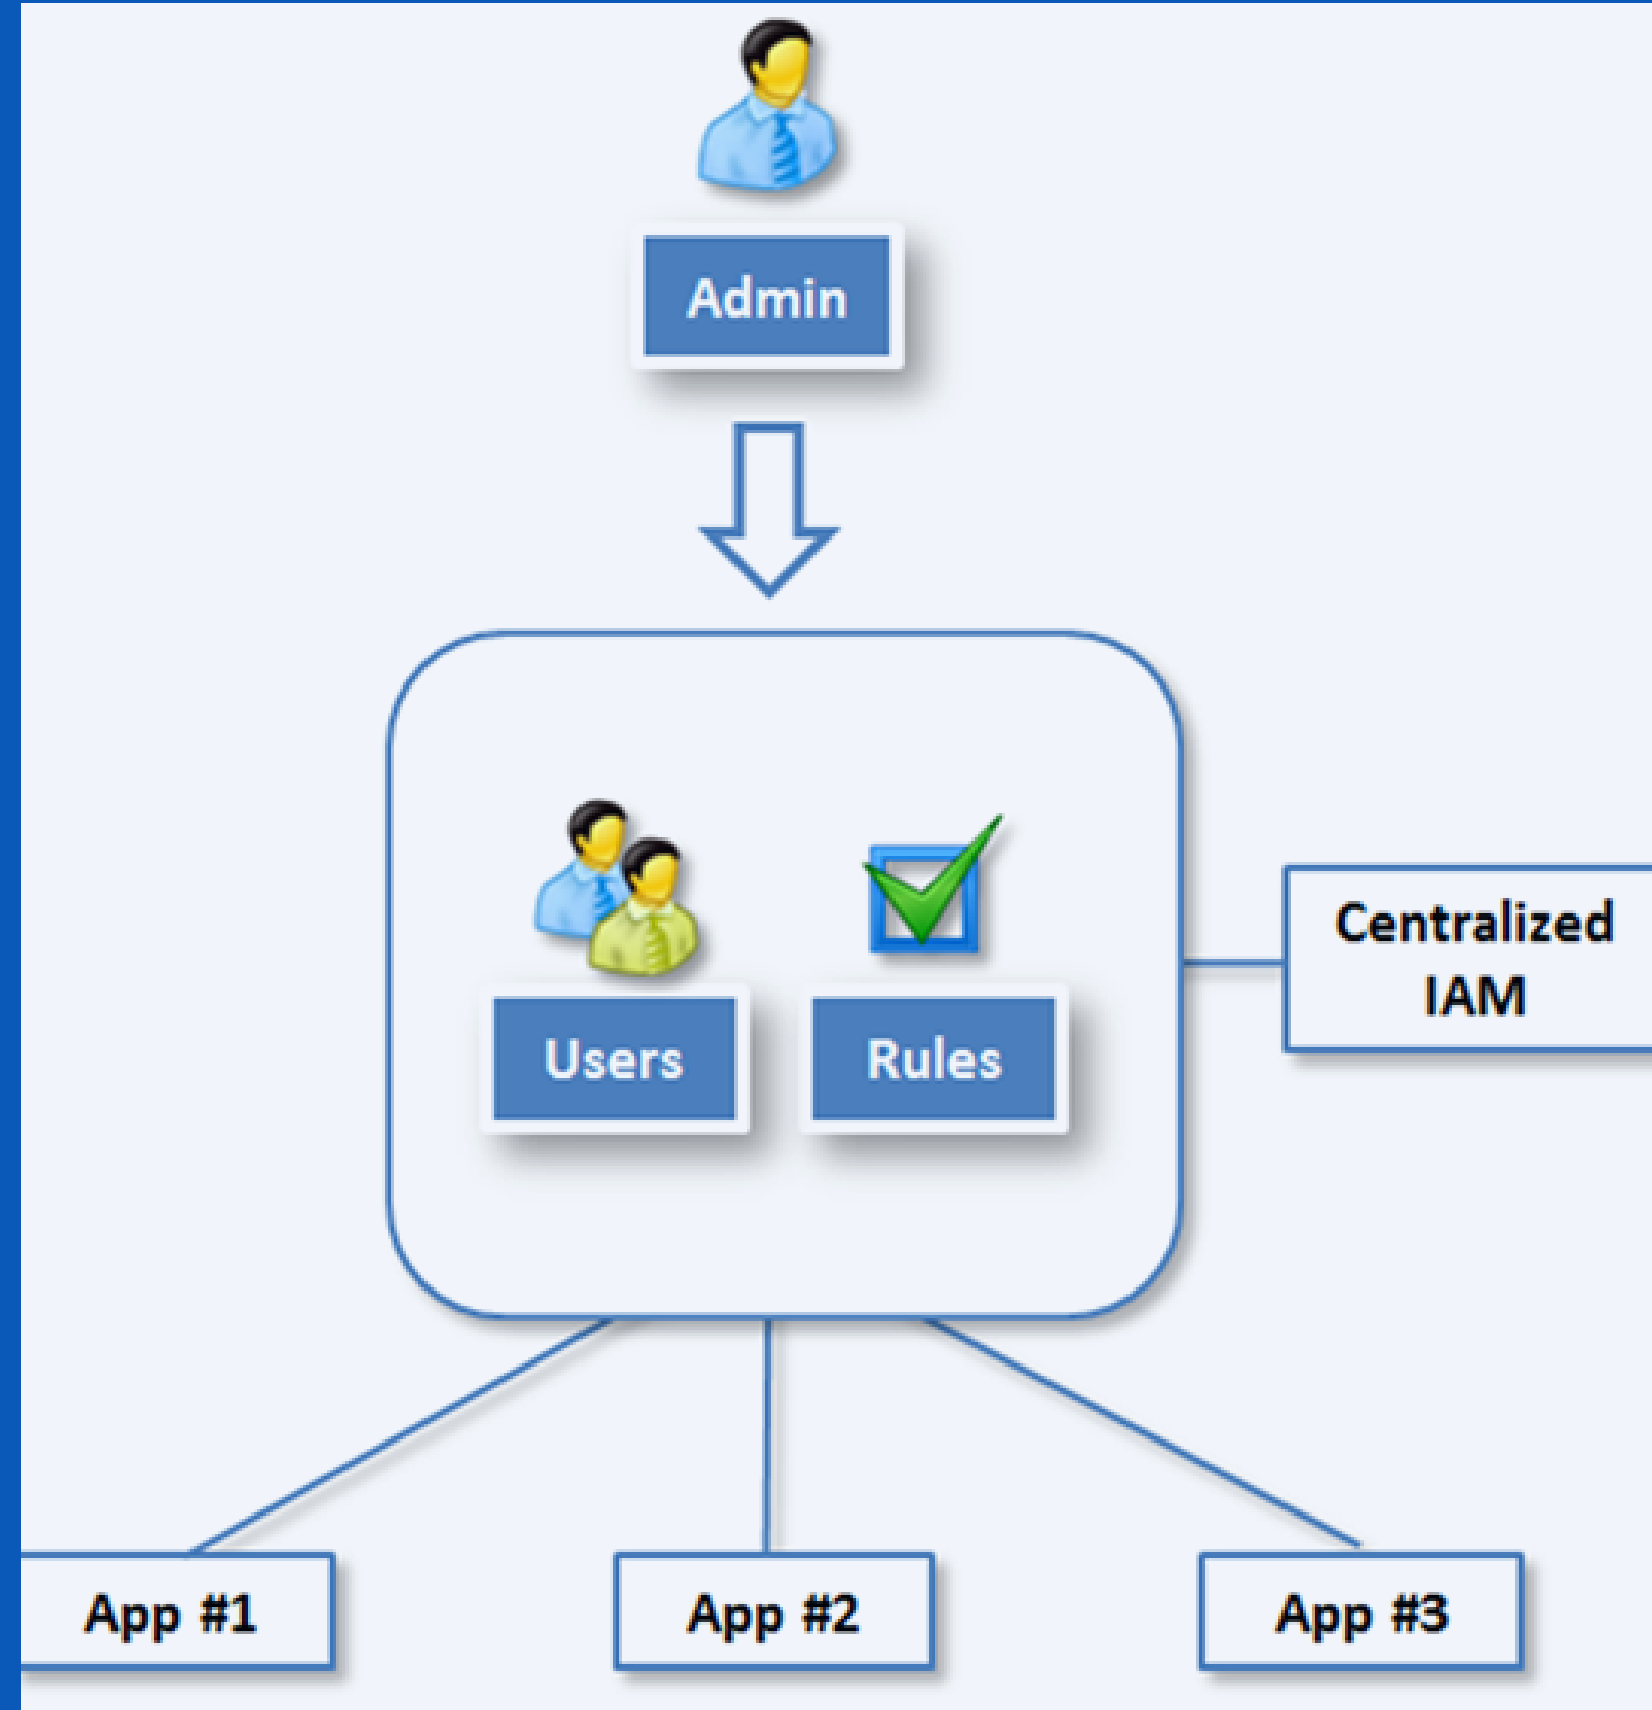 Admin
Users
Rules
Centralized
IAM
App #1
App #2
App #3